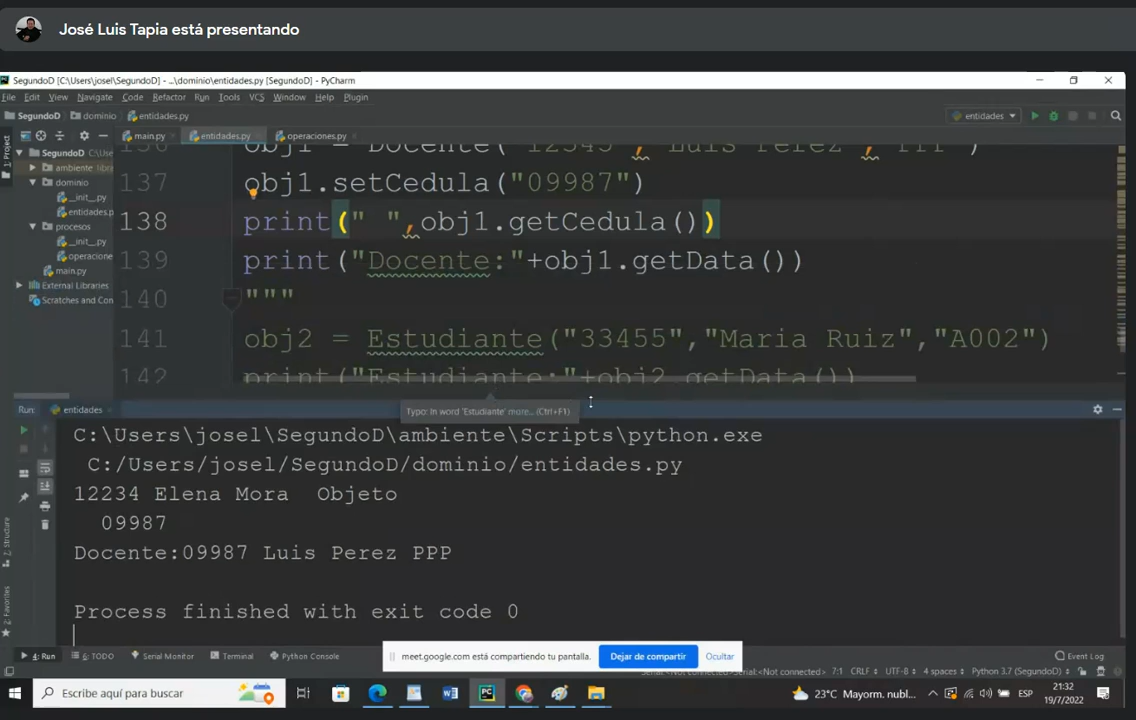 José Luis Tapia está presentando
SegundoD [C:\Users\josel\SegundoD] - ...\dominio\entidades.py [SegundoD] - PyCharm
File Edit View Navigate Code Refactor Run Tools VCS Window Help Plugin
SegundoD dominio entidades.py
entidades
main.py entidades.py operaciones.py
1: Project
SegundoD C:\Use
ambiente libr
dominio
__init__.py
entidades.p
procesos
__init__.py
operacione
main.py
External Libraries
Scratches and Con
136 obj1 = Docente("12345","Luis Perez","PPP")
137 obj1.setCedula("09987")
138 print(" ",obj1.getCedula())
139 print("Docente:"+obj1.getData())
140 """
141 obj2 = Estudiante("33455","Maria Ruiz","A002")
142 print("Estudiante:"+obj2.getData())
Typo: In word 'Estudiante' more... (Ctrl+F1)
Run: entidades
C:\Users\josel\SegundoD\ambiente\Scripts\python.exe
C:/Users/josel/SegundoD/dominio/entidades.py
12234 Elena Mora Objeto
09987
Docente:09987 Luis Perez PPP
Process finished with exit code 0
Z: Structure
2: Favorites
4: Run 6: TODO Serial Monitor Terminal Python Console
meet.google.com está compartiendo tu pantalla. Dejar de compartir Ocultar
Event Log
Serial:<Not connected> 7:1 CRLF UTF-8 4 spaces Python 3.7 (SegundoD)
Escribe aquí para buscar
23°C Mayorm. nubl... ESP
21:32
19/7/2022